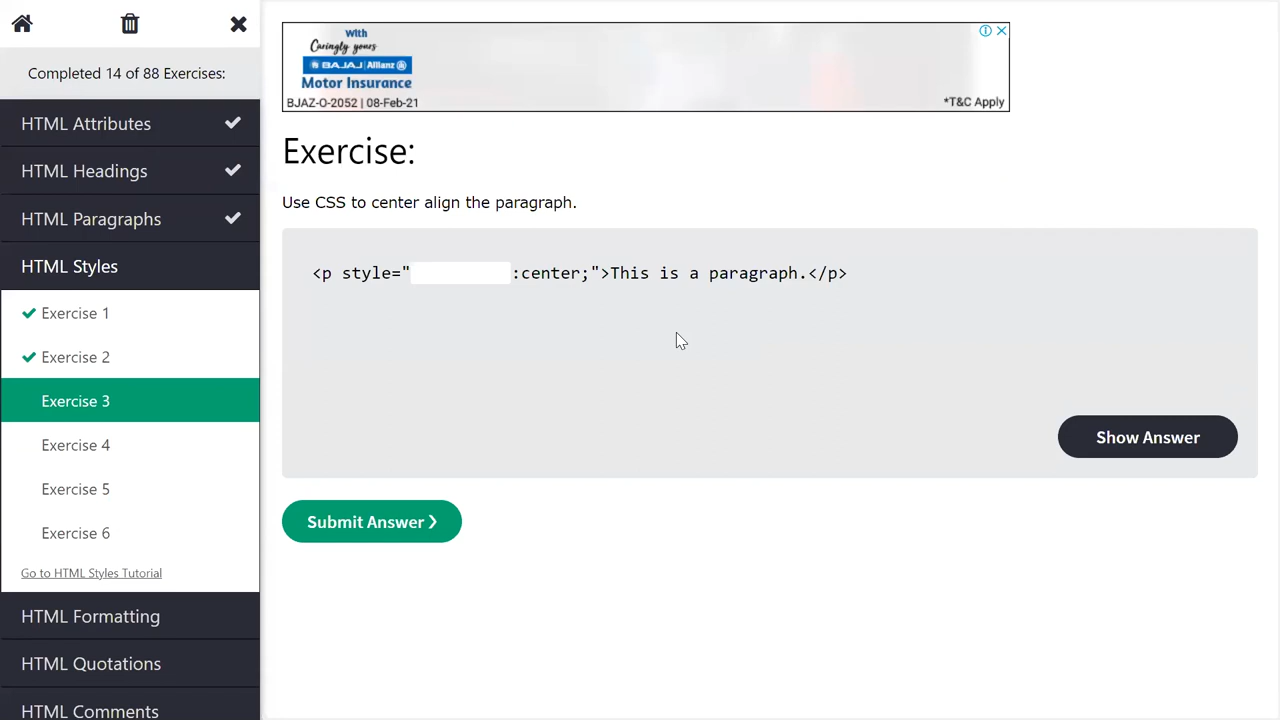 Completed 14 of 88 Exercises:
HTML Attributes
HTML Headings
HTML Paragraphs
HTML Styles
Exercise 1
Exercise 2
Exercise 3
Exercise 4
Exercise 5
Exercise 6
Go to HTML Styles Tutorial
HTML Formatting
HTML Quotations
HTML Comments
With
Caringly yours
BAJAJ Allianz
Motor Insurance
BJAZ-O-2052 | 08-Feb-21
*T&C Apply
Exercise:
Use CSS to center align the paragraph.
<p style=" :center;">This is a paragraph.</p>
Show Answer
Submit Answer ❯